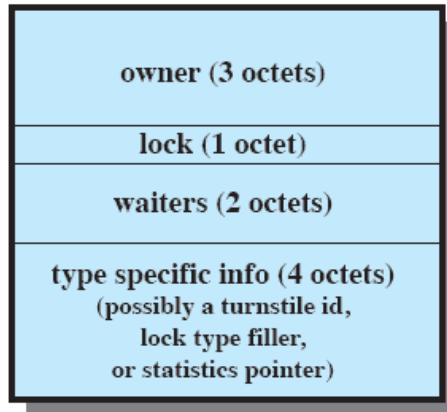 owner (3 octets)
lock (1 octet)
waiters (2 octets)
type specific info (4 octets)
(possibly a turnstile id,
lock type filler,
or statistics pointer)